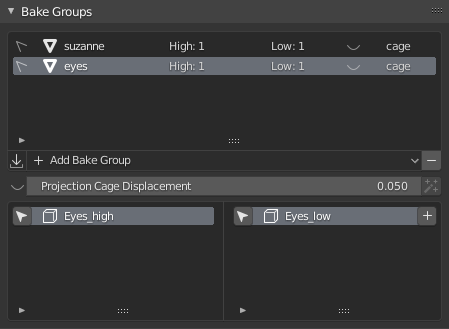 Bake Groups
suzanne High: 1 Low: 1 cage
eyes High: 1 Low: 1 cage
+ Add Bake Group
Projection Cage Displacement 0.050
Eyes_high Eyes_low +